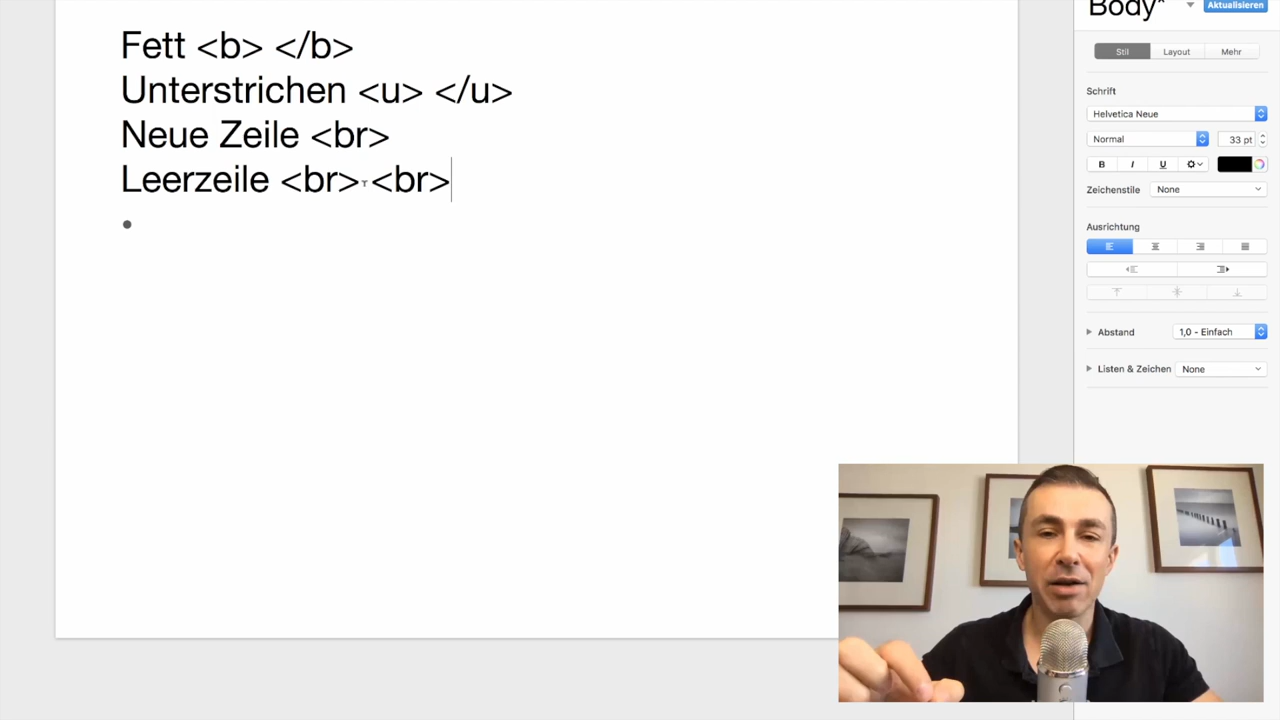 Body* Aktualisieren
Fett <b> </b>
Unterstrichen <u> </u>
Neue Zeile <br>
Leerzeile <br> <br>
•
Stil Layout Mehr
Schrift
Helvetica Neue
Normal 33 pt
B I U
Zeichenstile None
Ausrichtung
Abstand 1,0 - Einfach
Listen & Zeichen None